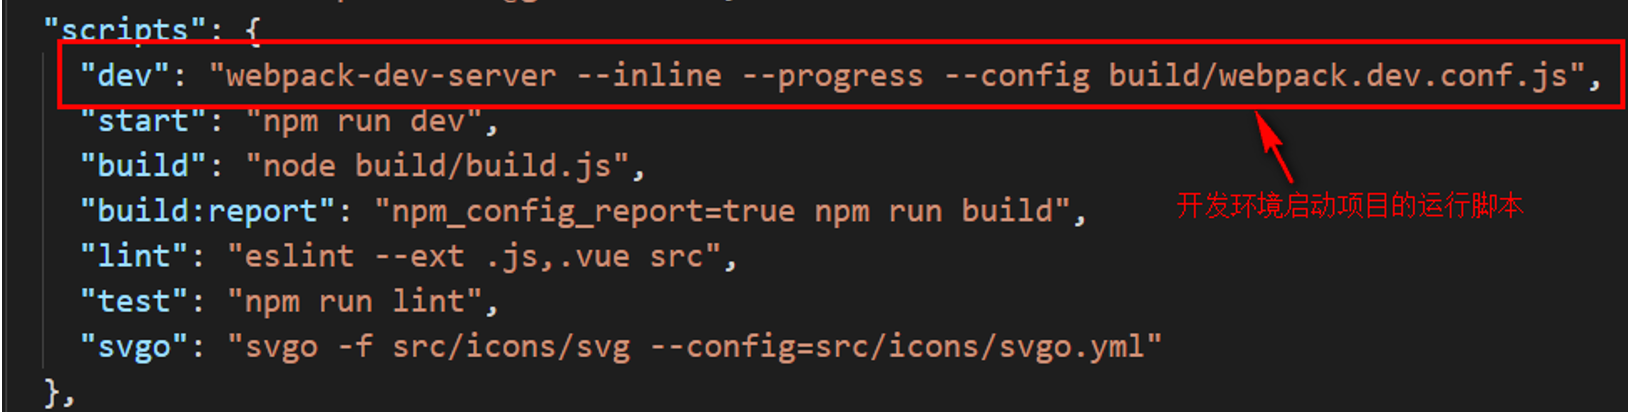 "scripts": {
"dev": "webpack-dev-server --inline --progress --config build/webpack.dev.conf.js",
"start": "npm run dev",
"build": "node build/build.js",
"build:report": "npm_config_report=true npm run build",
开发环境启动项目的运行脚本
"lint": "eslint --ext .js,.vue src",
"test": "npm run lint",
"svgo": "svgo -f src/icons/svg --config=src/icons/svgo.yml"
},